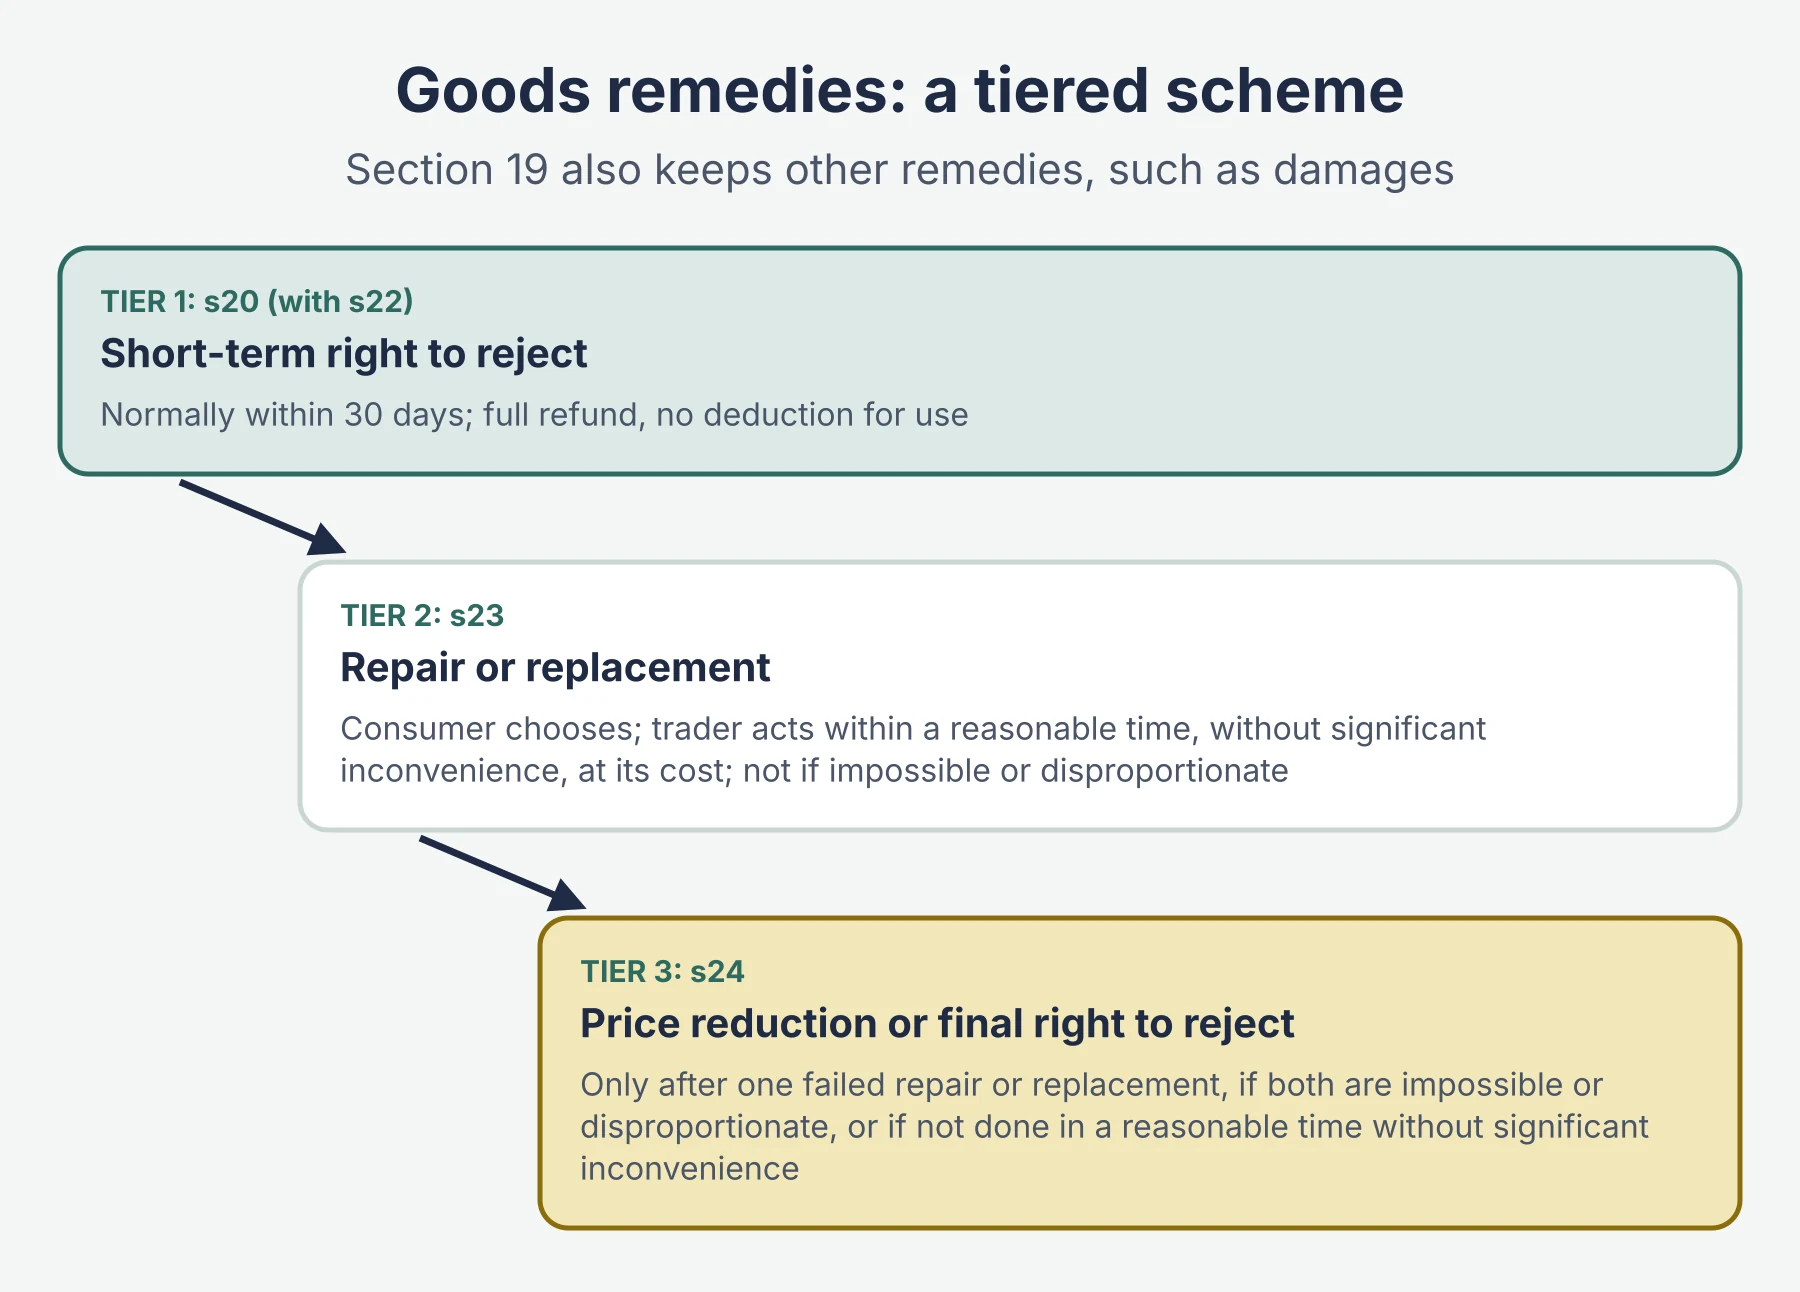 Goods remedies: a tiered scheme
Section 19 also keeps other remedies, such as damages
TIER 1: s20 (with s22)
Short-term right to reject
Normally within 30 days; full refund, no deduction for use
TIER 2: s23
Repair or replacement
Consumer chooses; trader acts within a reasonable time, without significant
inconvenience, at its cost; not if impossible or disproportionate
TIER 3: s24
Price reduction or final right to reject
Only after one failed repair or replacement, if both are impossible or
disproportionate, or if not done in a reasonable time without significant
inconvenience